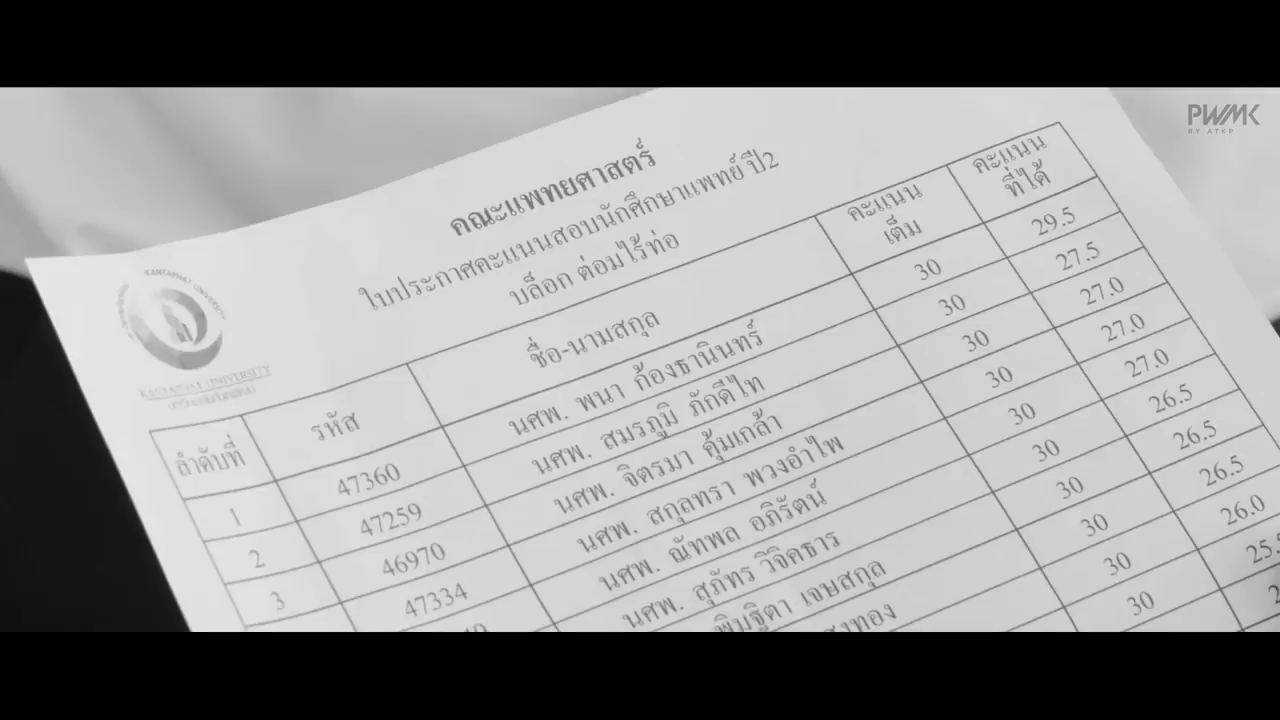 PWMK
BY ATKP
คณะแพทยศาสตร์
ใบประกาศคะแนนสอบนักศึกษาแพทย์ ปี2
บล็อก ต่อมไร้ท่อ
KANTAPHAT UNIVERSITY
KANTAPHAT UNIVERSITY
ลำดับที่ รหัส ชื่อ-นามสกุล คะแนนเต็ม คะแนนที่ได้
1 47360 นศพ. พนา ก้องธานินทร์ 30 29.5
2 47259 นศพ. สมรภูมิ ภักดีไท 30 27.5
3 46970 นศพ. จิตรมา คุ้มเกล้า 30 27.0
47334 นศพ. สกุลทรา พวงอำไพ 30 27.0
นศพ. ณัทพล อภิรัตน์ 30 27.0
นศพ. สุภัทร วิจิคธาร 30 26.5
พิมฐิตา เจษสกุล 30 26.5
30 26.5
30 26.0
30